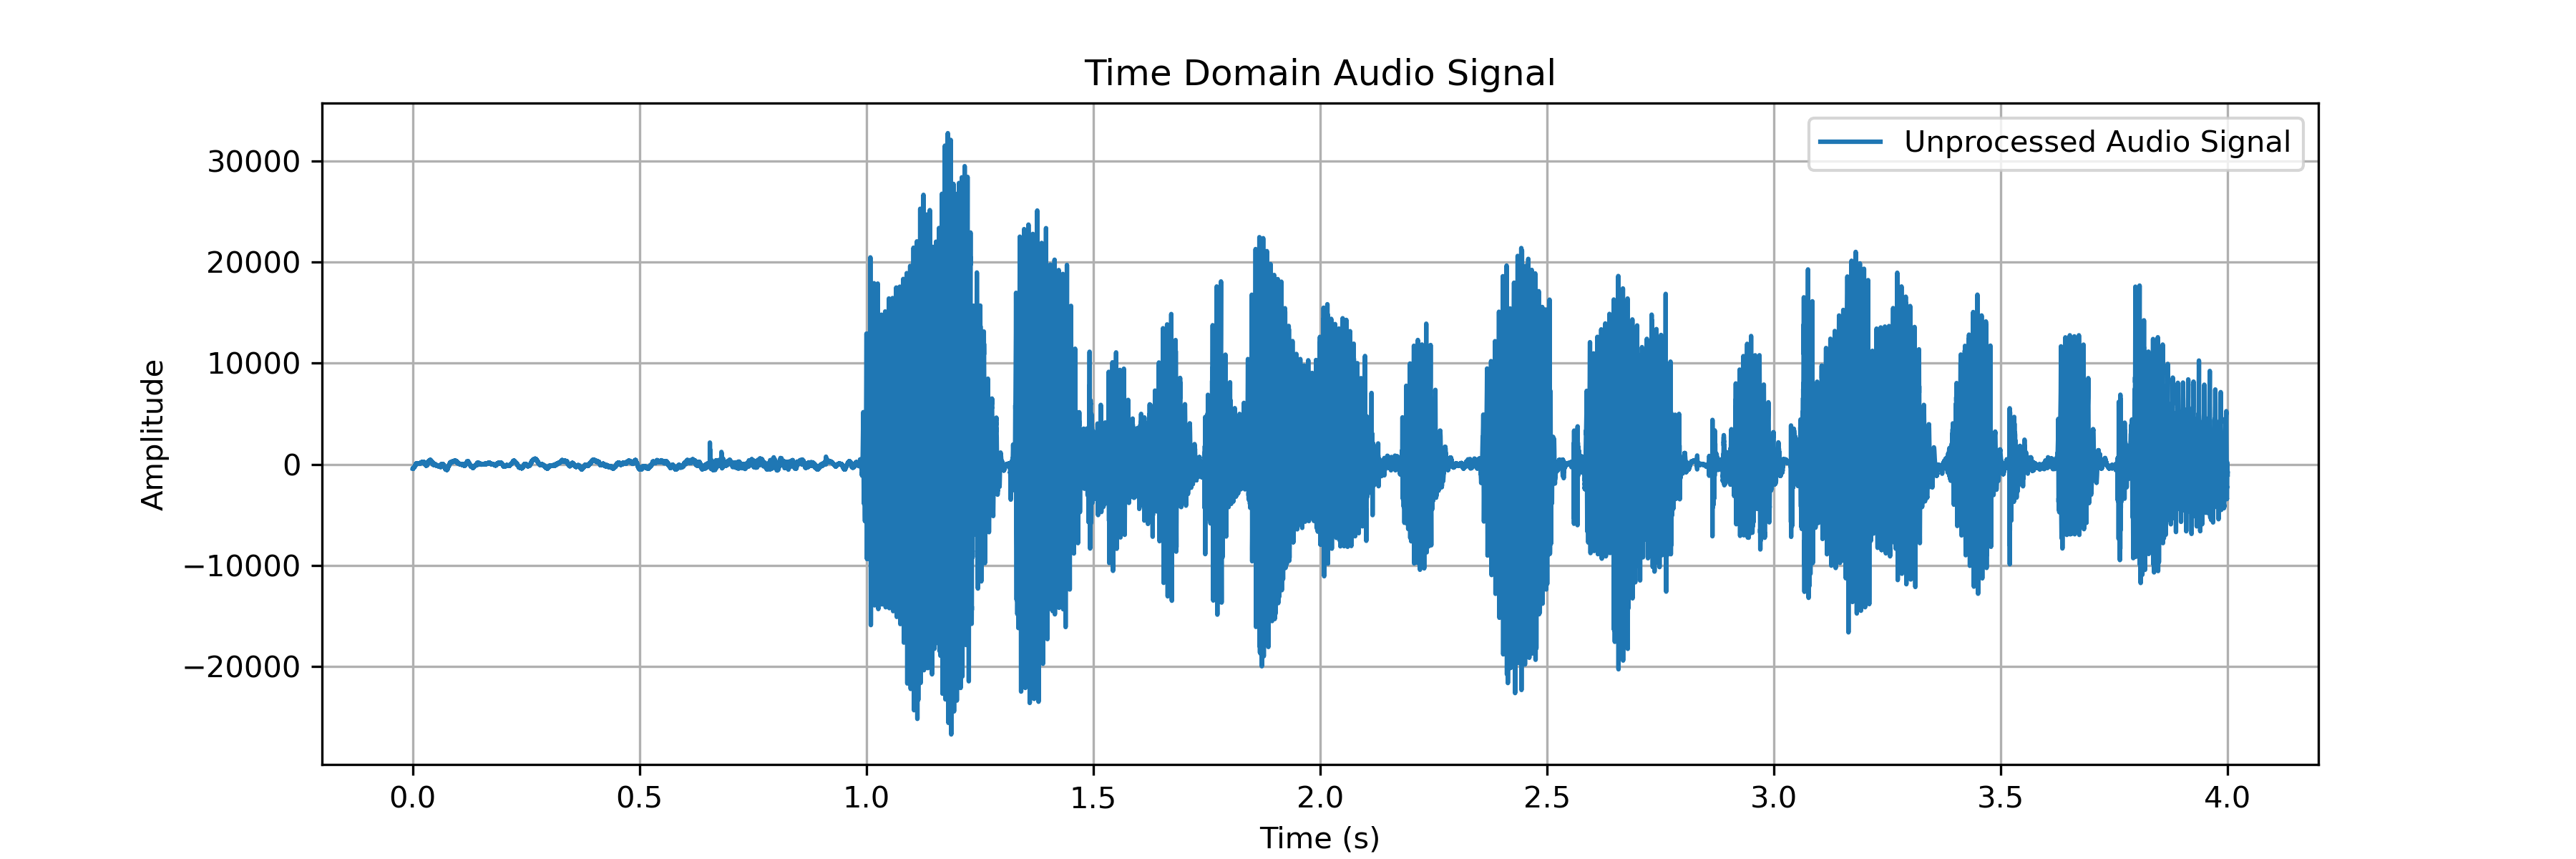 Time Domain Audio Signal
Unprocessed Audio Signal
Amplitude
30000
20000
10000
0
−10000
−20000
0.0 0.5 1.0 1.5 2.0 2.5 3.0 3.5 4.0
Time (s)